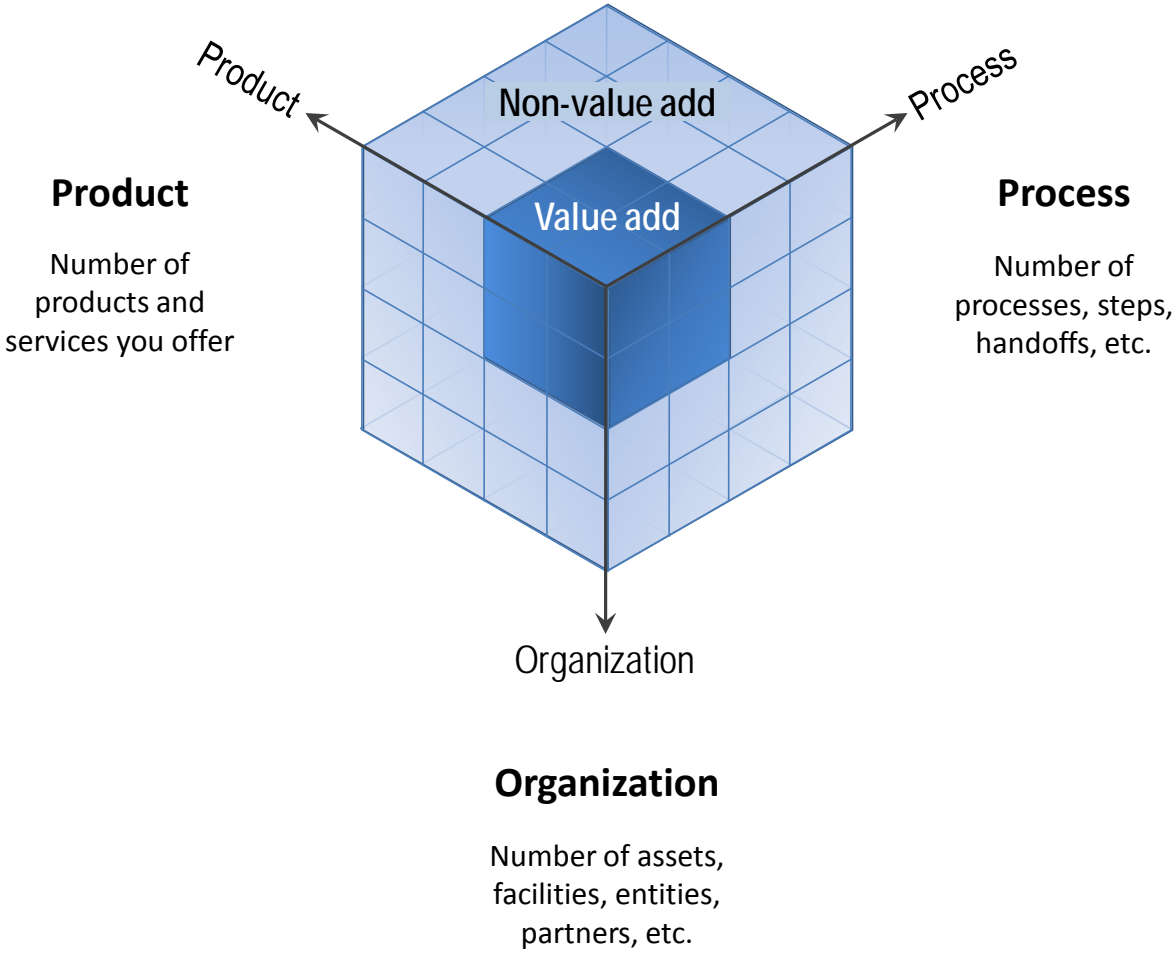 Product
Process
Non-value add
Value add
Product
Number of
products and
services you offer
Process
Number of
processes, steps,
handoffs, etc.
Organization
Organization
Number of assets,
facilities, entities,
partners, etc.